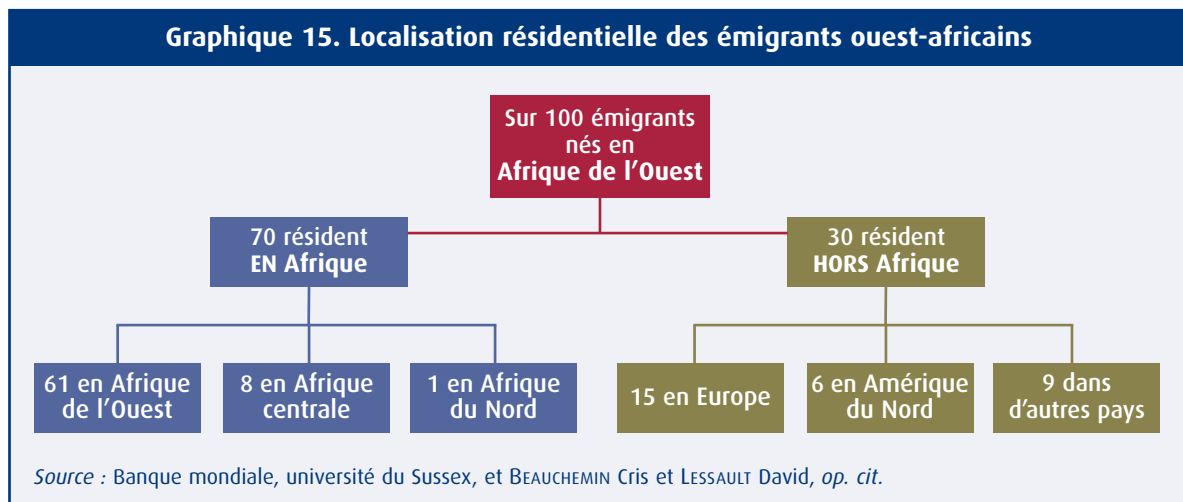 Graphique 15. Localisation résidentielle des émigrants ouest-africains
Sur 100 émigrants
nés en
Afrique de l'Ouest
70 résident
EN Afrique
30 résident
HORS Afrique
61 en Afrique
de l'Ouest
8 en Afrique
centrale
1 en Afrique
du Nord
15 en Europe
6 en Amérique
du Nord
9 dans
d'autres pays
Source : Banque mondiale, université du Sussex, et BEAUCHEMIN Cris et LESSAULT David, op. cit.